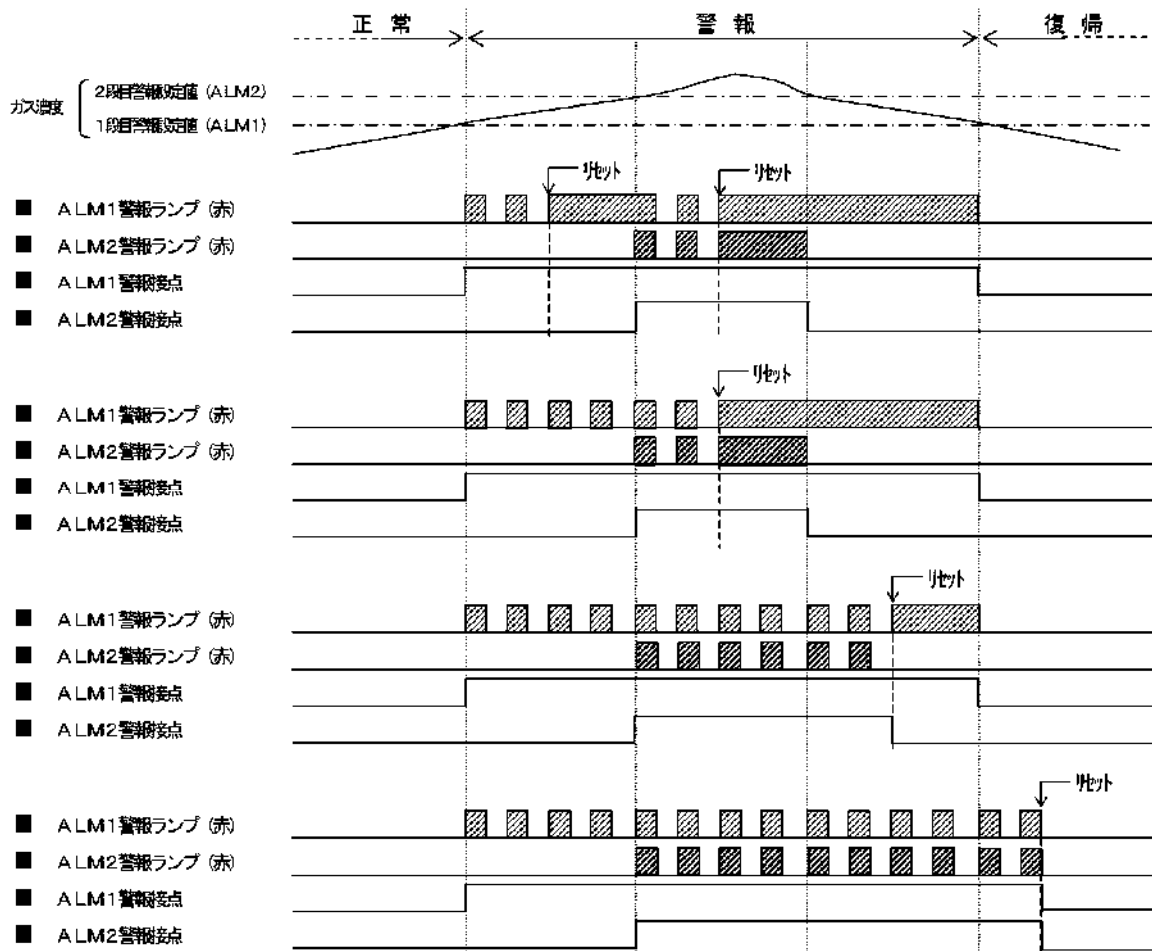 正常 警報 復帰
ガス濃度
2段目警報設定値 (ALM2)
1段目警報設定値 (ALM1)
リセット リセット
■ ALM1警報ランプ (赤)
■ ALM2警報ランプ (赤)
■ ALM1警報接点
■ ALM2警報接点
リセット
■ ALM1警報ランプ (赤)
■ ALM2警報ランプ (赤)
■ ALM1警報接点
■ ALM2警報接点
リセット
■ ALM1警報ランプ (赤)
■ ALM2警報ランプ (赤)
■ ALM1警報接点
■ ALM2警報接点
リセット
■ ALM1警報ランプ (赤)
■ ALM2警報ランプ (赤)
■ ALM1警報接点
■ ALM2警報接点